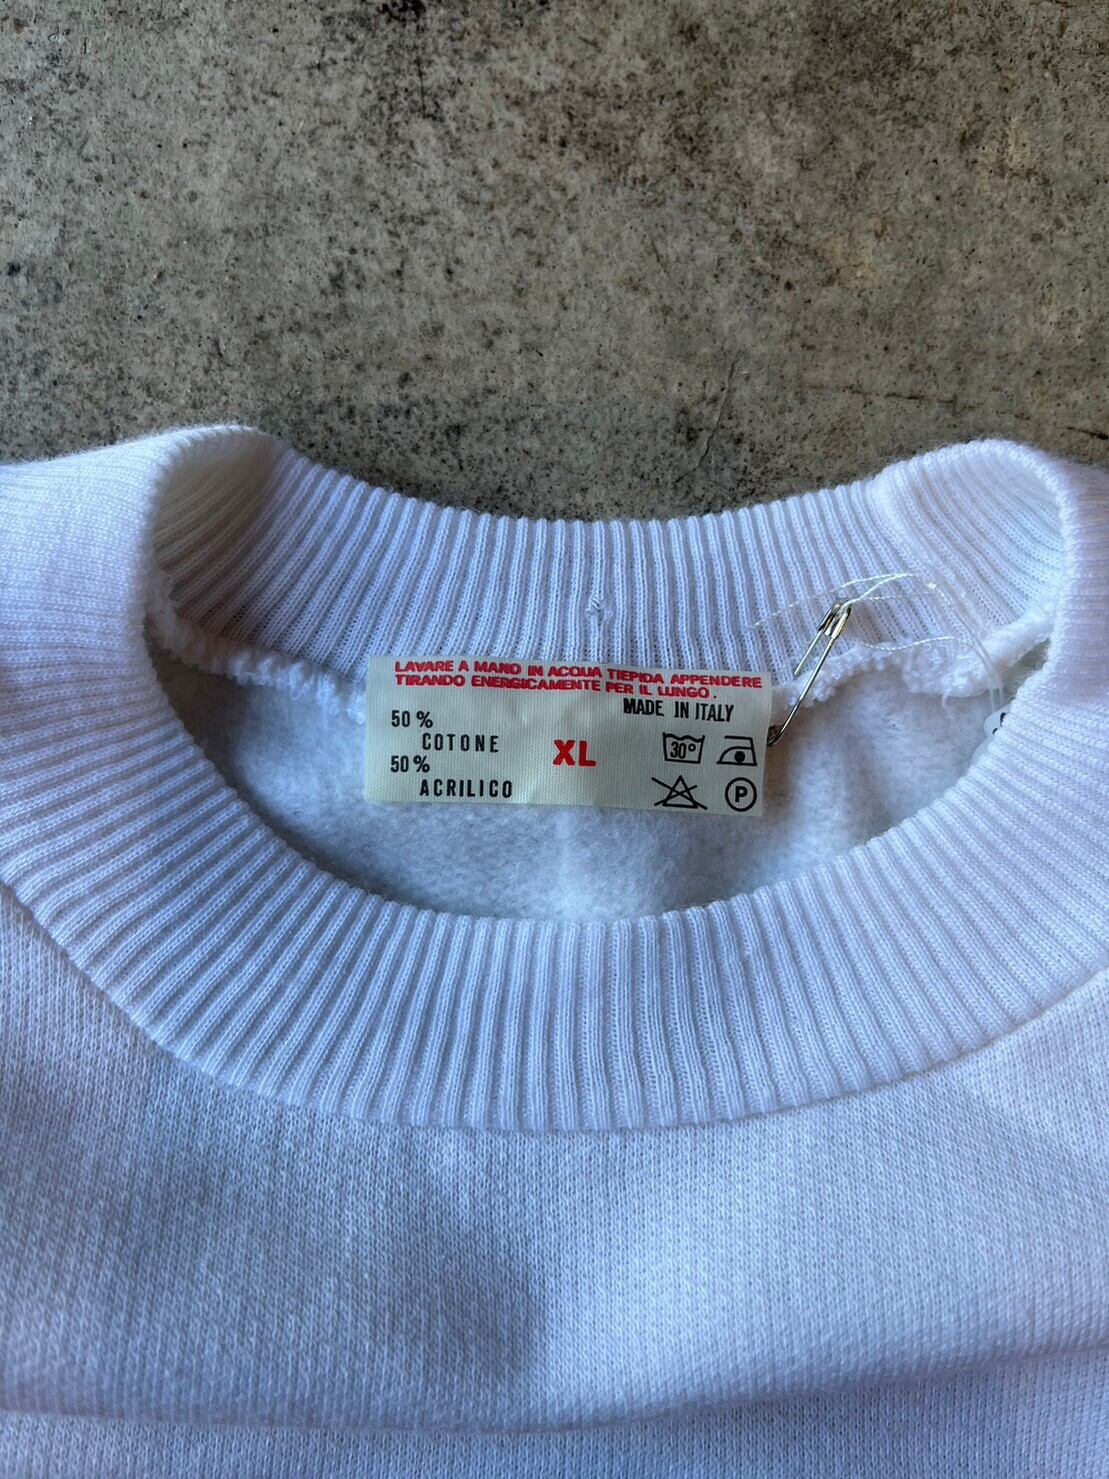 LAVARE A MANO IN ACQUA TIEPIDA APPENDERE
TIRANDO ENERGICAMENTE PER IL LUNGO.
MADE IN ITALY
50 %
COTONE
50 %
ACRILICO
XL
30°
P